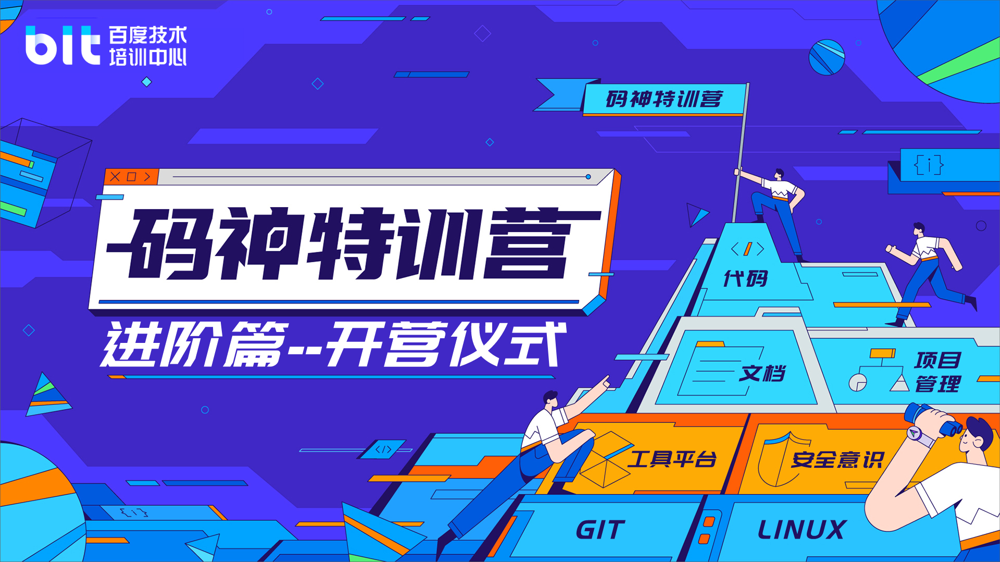 bit 百度技术
培训中心
码神特训营
码神特训营
进阶篇--开营仪式
</>
代码
文档
项目
管理
工具平台
安全意识
GIT
LINUX
{i}
</>
{i}